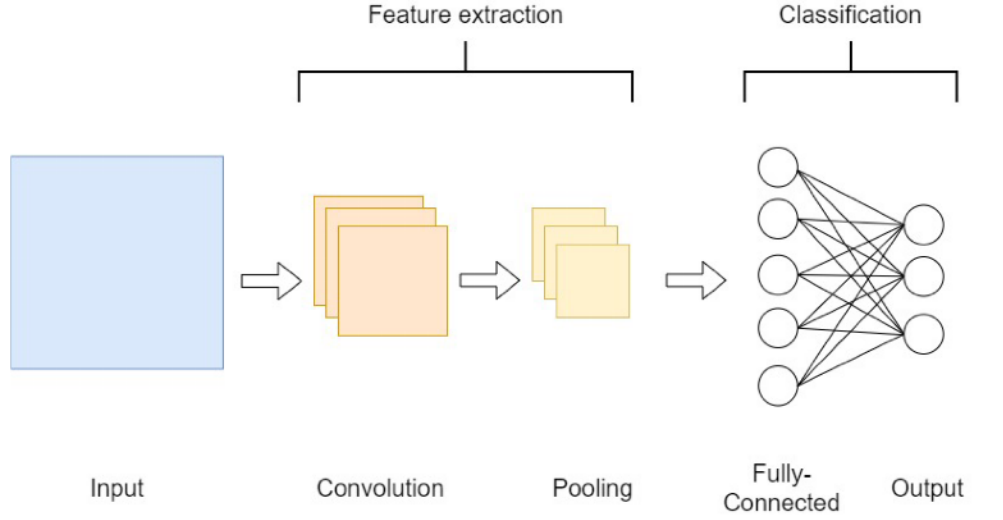 Feature extraction
Classification
Input
Convolution
Pooling
Fully-
Connected
Output